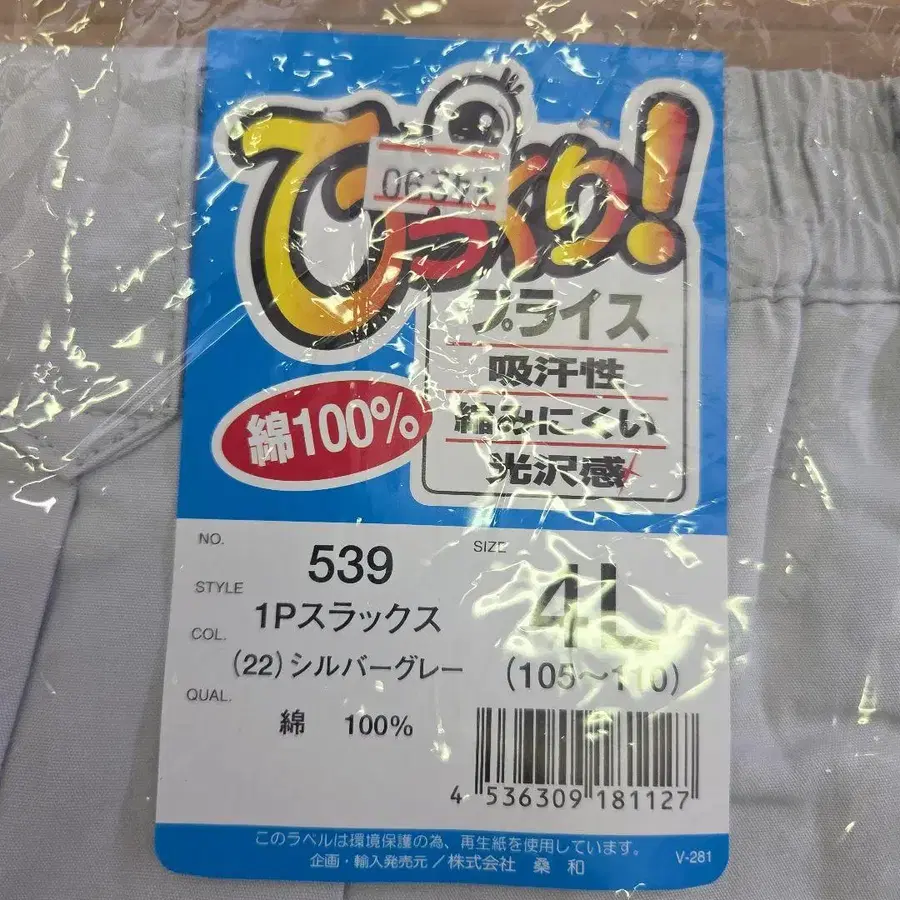 びっくり!
プライス
吸汗性
縮みにくい
光沢感
綿100%
NO.
539
SIZE
4L
STYLE
1Pスラックス
COL.
(22)シルバーグレー
(105〜110)
QUAL.
綿 100%
4 536309 181127
このラベルは環境保護の為、再生紙を使用しています。
企画・輸入発売元/株式会社 桑和
V-281